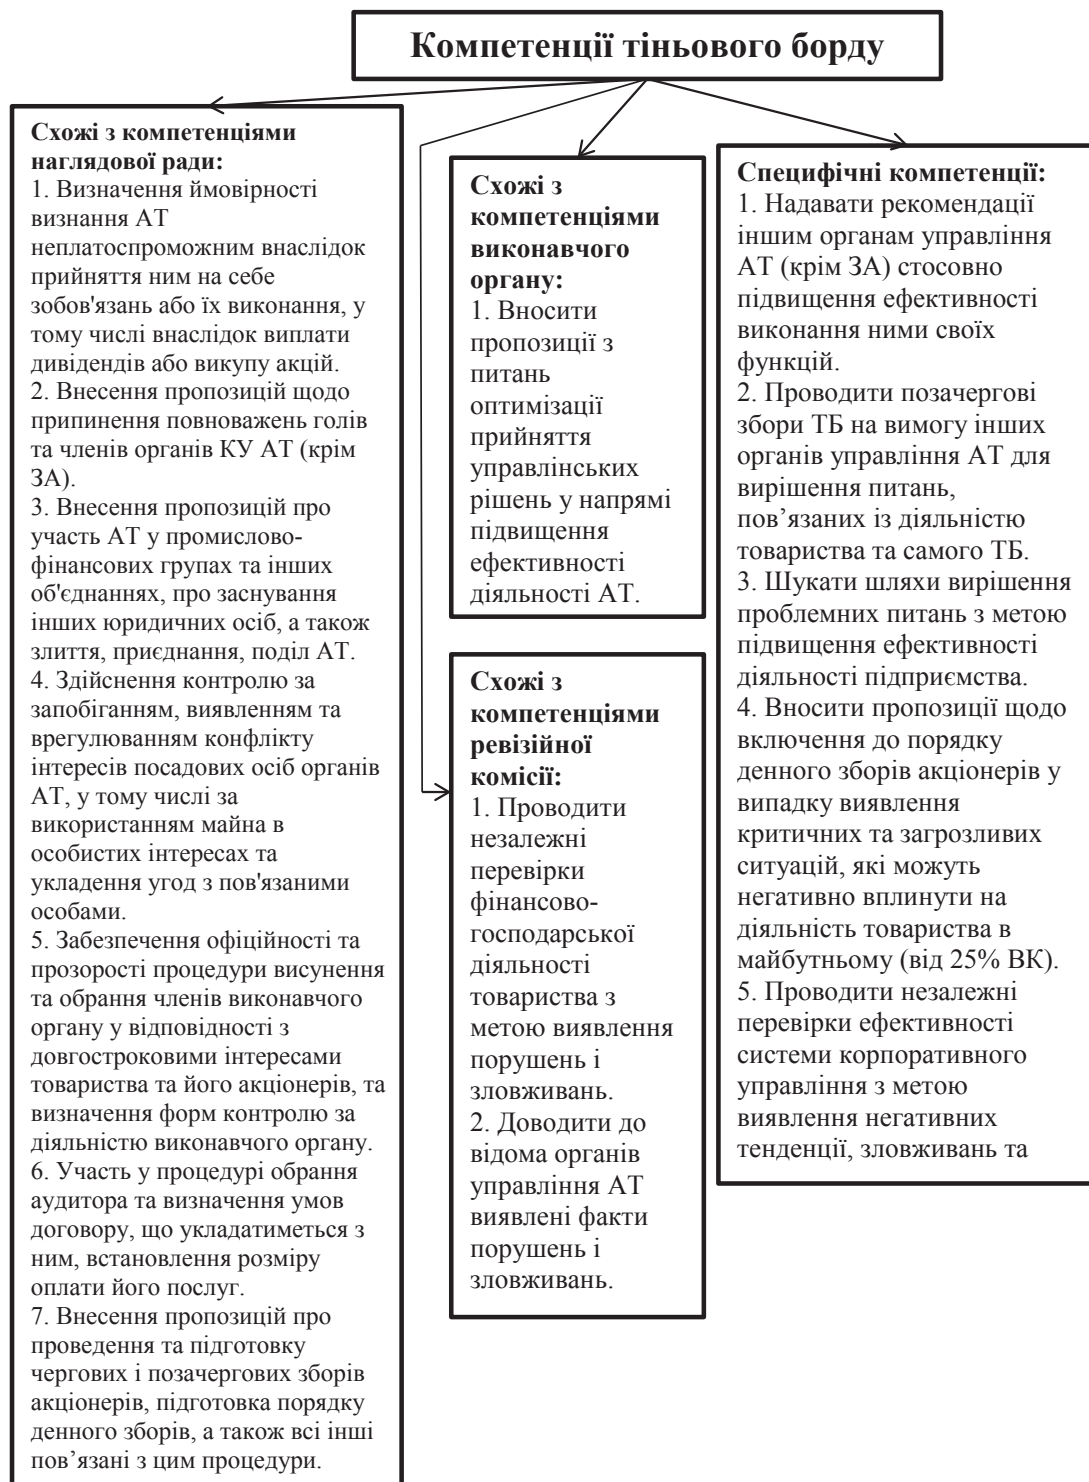 Компетенції тіньового борду
Схожі з компетенціями
наглядової ради:
1. Визначення ймовірності
визнання АТ
неплатоспроможним внаслідок
прийняття ним на себе
зобов'язань або їх виконання, у
тому числі внаслідок виплати
дивідендів або викупу акцій.
2. Внесення пропозицій щодо
припинення повноважень голів
та членів органів КУ АТ (крім
ЗА).
3. Внесення пропозицій про
участь АТ у промислово-
фінансових групах та інших
об'єднаннях, про заснування
інших юридичних осіб, а також
злиття, приєднання, поділ АТ.
4. Здійснення контролю за
запобіганням, виявленням та
врегулюванням конфлікту
інтересів посадових осіб органів
АТ, у тому числі за
використанням майна в
особистих інтересах та
укладення угод з пов'язаними
особами.
5. Забезпечення офіційності та
прозорості процедури висунення
та обрання членів виконавчого
органу у відповідності з
довгостроковими інтересами
товариства та його акціонерів, та
визначення форм контролю за
діяльністю виконавчого органу.
6. Участь у процедурі обрання
аудитора та визначення умов
договору, що укладатиметься з
ним, встановлення розміру
оплати його послуг.
7. Внесення пропозицій про
проведення та підготовку
чергових і позачергових зборів
акціонерів, підготовка порядку
денного зборів, а також всі інші
пов’язані з цим процедури.
Схожі з
компетенціями
виконавчого
органу:
1. Вносити
пропозиції з
питань
оптимізації
прийняття
управлінських
рішень у напрямі
підвищення
ефективності
діяльності АТ.
Схожі з
компетенціями
ревізійної
комісії:
1. Проводити
незалежні
перевірки
фінансово-
господарської
діяльності
товариства з
метою виявлення
порушень і
зловживань.
2. Доводити до
відома органів
управління АТ
виявлені факти
порушень і
зловживань.
Специфічні компетенції:
1. Надавати рекомендації
іншим органам управління
АТ (крім ЗА) стосовно
підвищення ефективності
виконання ними своїх
функцій.
2. Проводити позачергові
збори ТБ на вимогу інших
органів управління АТ для
вирішення питань,
пов’язаних із діяльністю
товариства та самого ТБ.
3. Шукати шляхи вирішення
проблемних питань з метою
підвищення ефективності
діяльності підприємства.
4. Вносити пропозиції щодо
включення до порядку
денного зборів акціонерів у
випадку виявлення
критичних та загрозливих
ситуацій, які можуть
негативно вплинути на
діяльність товариства в
майбутньому (від 25% ВК).
5. Проводити незалежні
перевірки ефективності
системи корпоративного
управління з метою
виявлення негативних
тенденції, зловживань та